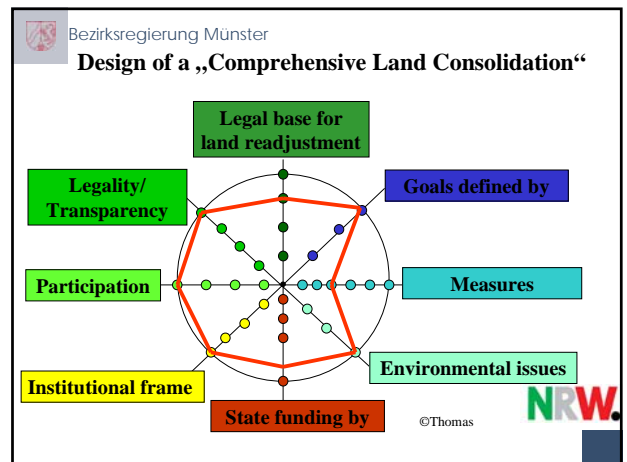 Bezirksregierung Münster
Design of a „Comprehensive Land Consolidation“
Legal base for
land readjustment
Legality/
Transparency
Goals defined by
Participation
Measures
Environmental issues
Institutional frame
State funding by
©Thomas
NRW.